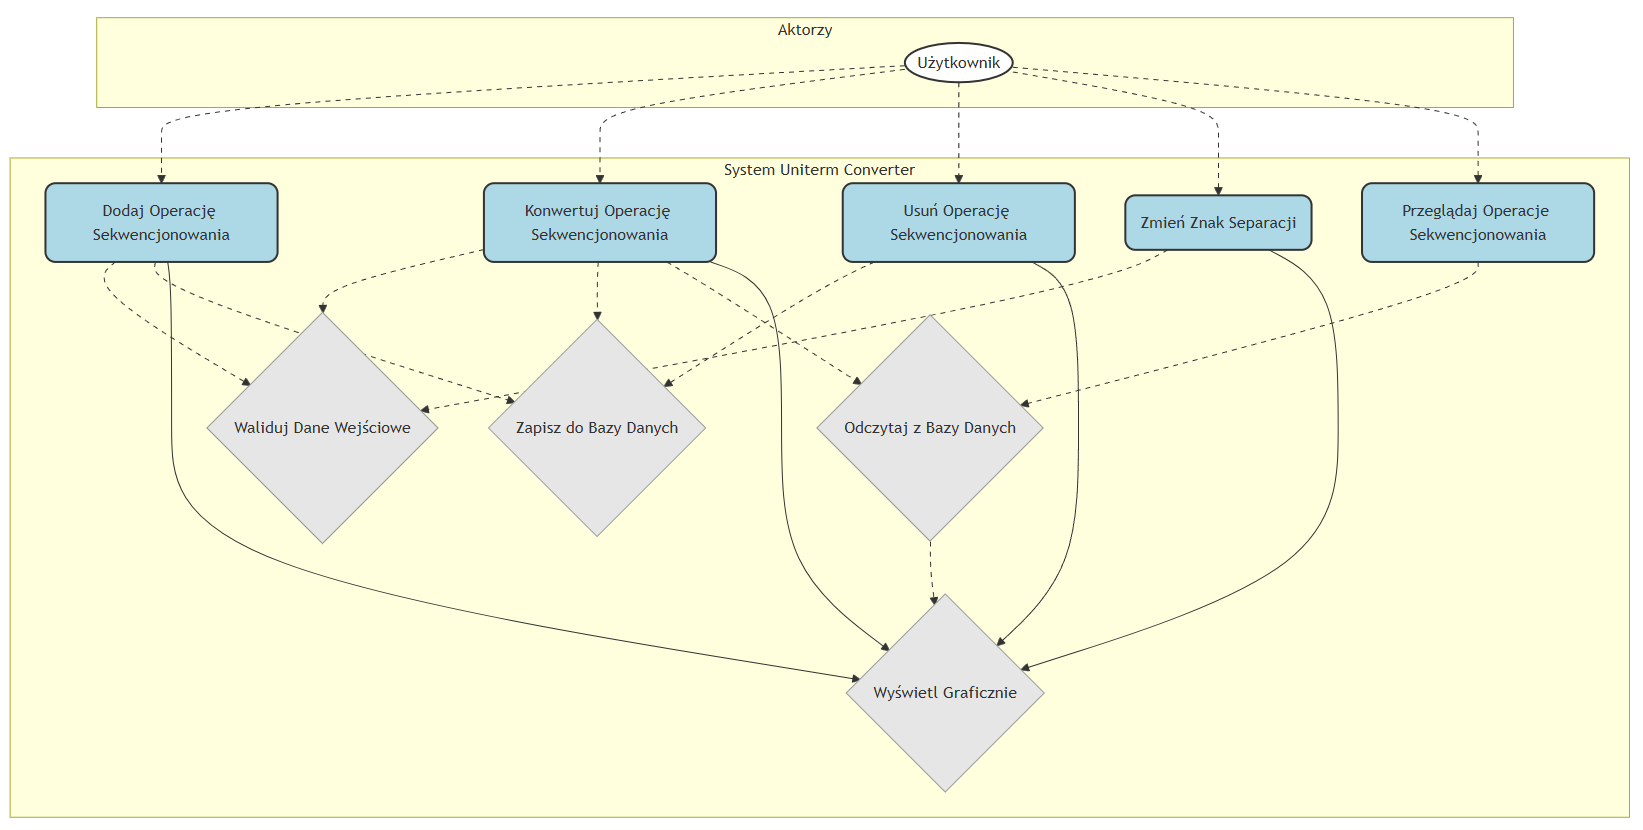 Aktorzy
Użytkownik
System Uniterm Converter
Dodaj Operację
Sekwencjonowania
Konwertuj Operację
Sekwencjonowania
Usuń Operację
Sekwencjonowania
Zmień Znak Separacji
Przeglądaj Operacje
Sekwencjonowania
Waliduj Dane Wejściowe
Zapisz do Bazy Danych
Odczytaj z Bazy Danych
Wyświetl Graficznie